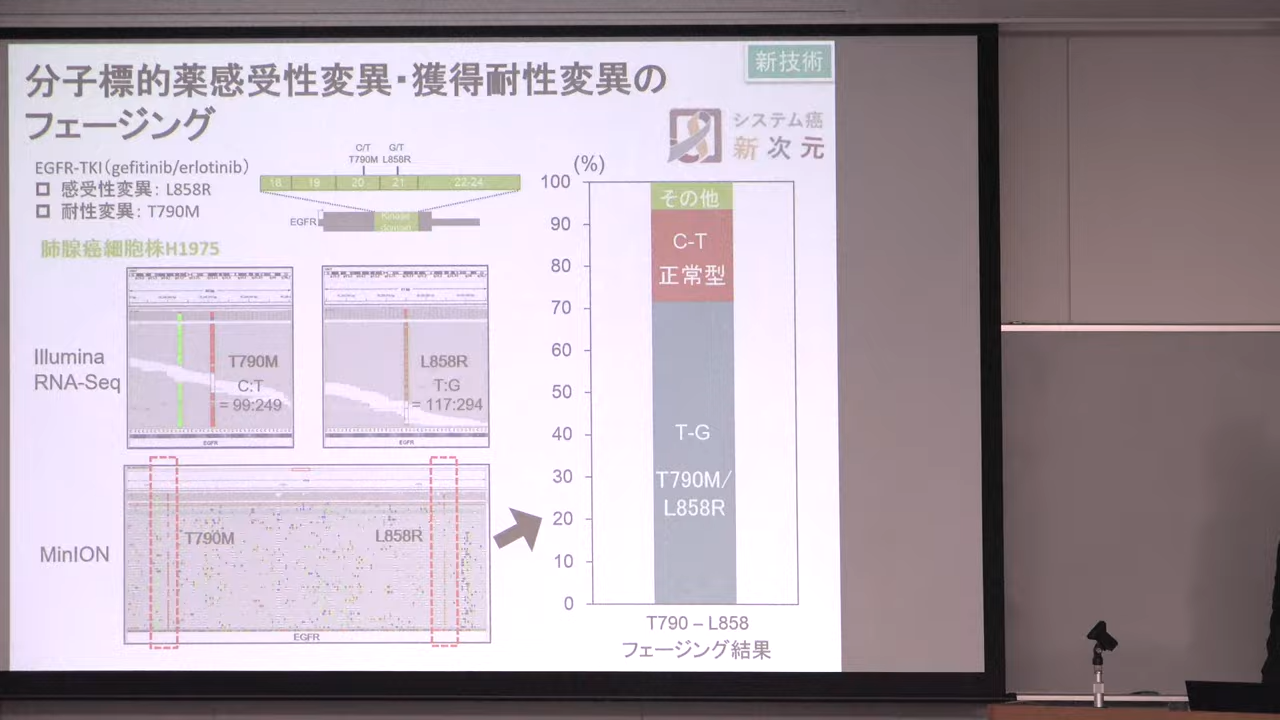 新技術
分子標的薬感受性変異・獲得耐性変異の
フェージング
システム癌
新次元
EGFR-TKI（gefitinib/erlotinib）
感受性変異：L858R
耐性変異：T790M
C/T
T790M
G/T
L858R
18
19
20
21
22-24
EGFR
Kinase
domain
肺腺癌細胞株H1975
Illumina
RNA-Seq
T790M
C:T
= 99:249
EGFR
L858R
T:G
= 117:294
EGFR
MinION
T790M
L858R
EGFR
(%)
100
90
80
70
60
50
40
30
20
10
0
その他
C-T
正常型
T-G
T790M/
L858R
T790 – L858
フェージング結果